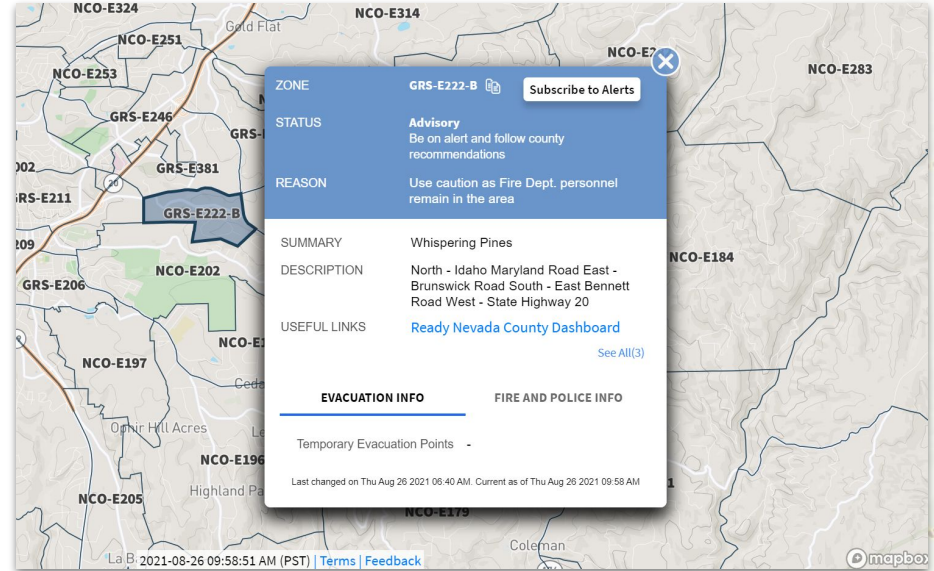 NCO-E324
NCO-E314
Gold Flat
NCO-E251
NCO-E253
NCO-E283
GRS-E246
GRS-E381
20
GRS-E211
GRS-E222-B
NCO-E202
GRS-E206
NCO-E184
NCO-E197
Ophir Hill Acres
NCO-E196
NCO-E205
Highland Pa
NCO-E179
Coleman
La B
ZONE GRS-E222-B Subscribe to Alerts
STATUS Advisory
Be on alert and follow county
recommendations
REASON Use caution as Fire Dept. personnel
remain in the area
SUMMARY Whispering Pines
DESCRIPTION North - Idaho Maryland Road East -
Brunswick Road South - East Bennett
Road West - State Highway 20
USEFUL LINKS Ready Nevada County Dashboard
See All(3)
EVACUATION INFO FIRE AND POLICE INFO
Temporary Evacuation Points -
Last changed on Thu Aug 26 2021 06:40 AM. Current as of Thu Aug 26 2021 09:58 AM
2021-08-26 09:58:51 AM (PST) | Terms | Feedback
mapbox